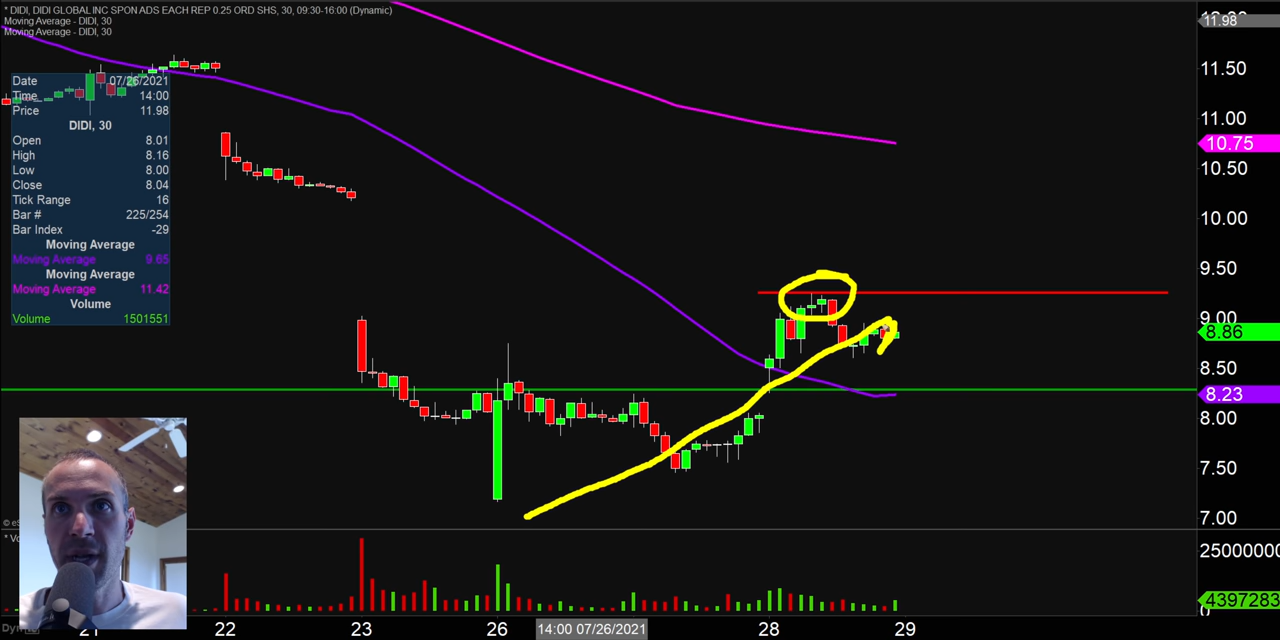 * DIDI, DIDI GLOBAL INC SPON ADS EACH REP 0.25 ORD SHS, 30, 09:30-16:00 (Dynamic)
Moving Average - DIDI, 30
Moving Average - DIDI, 30
11.98
11.50
11.00
10.75
10.50
10.00
9.50
9.00
8.86
8.50
8.23
8.00
7.50
7.00
Date 07/26/2021
Time 14:00
Price 11.98
DIDI, 30
Open 8.01
High 8.16
Low 8.00
Close 8.04
Tick Range 16
Bar # 225/254
Bar Index -29
Moving Average
Moving Average 9.65
Moving Average
Moving Average 11.42
Volume
Volume 1501551
25000000
4397283
0
21 22 23 26 14:00 07/26/2021 28 29